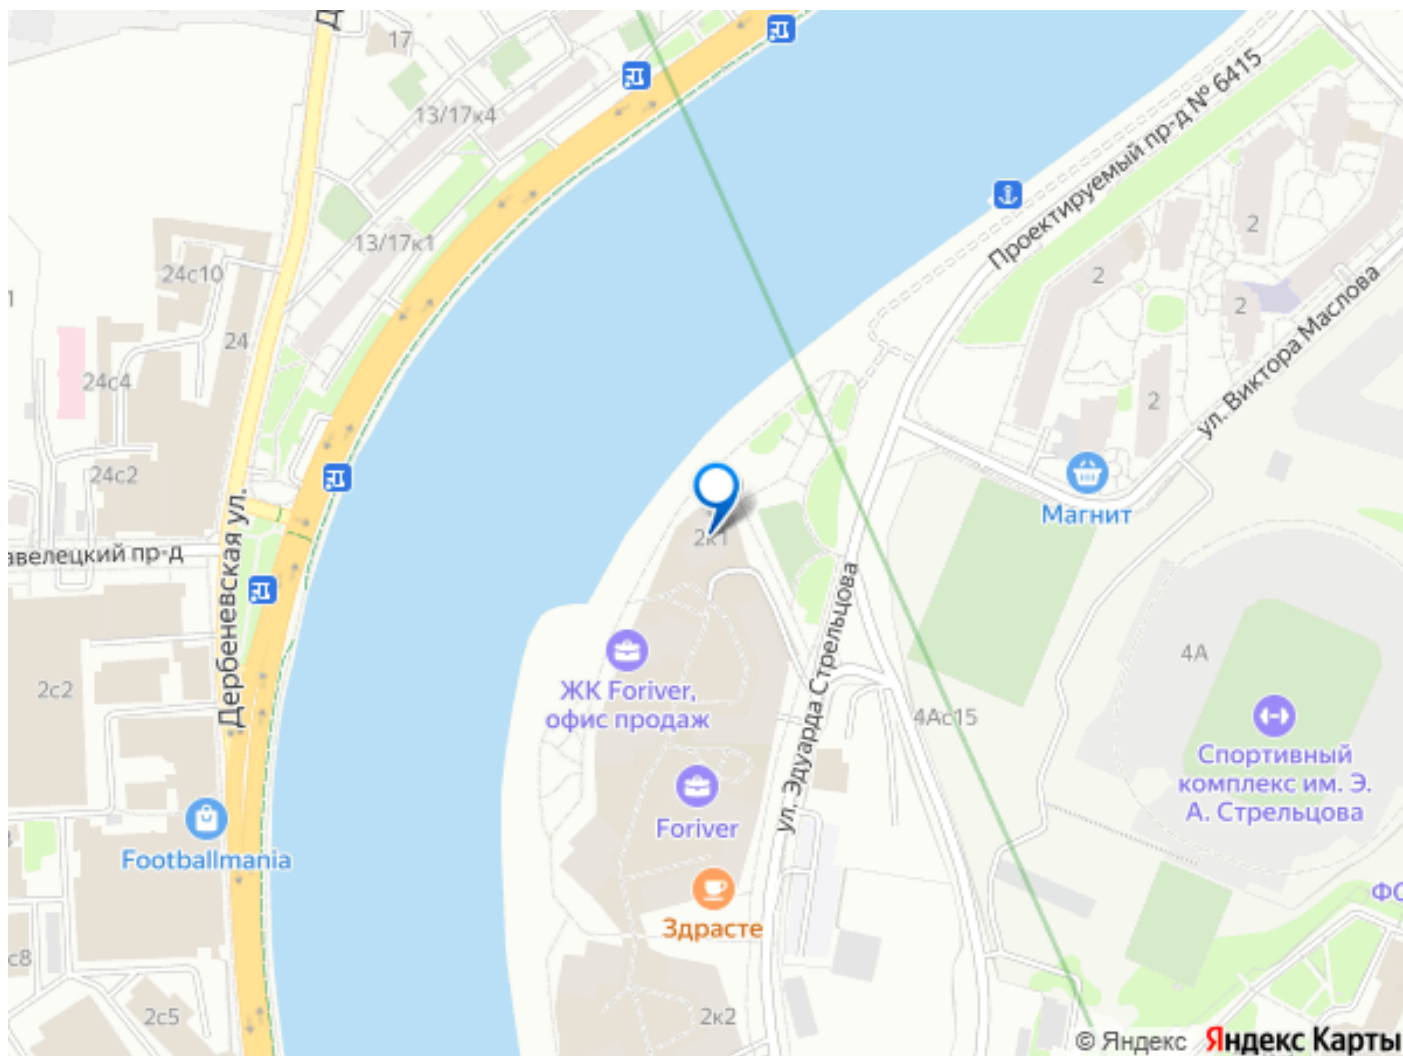 17
13/17к4
13/17к1
24с10
24
24с4
24с2
1
Дербеневская ул.
авелецкий пр-д
2с2
Footballmania
с8
2с5
Проектируемый пр-д № 6415
2
2
2
2
ул. Виктора Маслова
Магнит
2к1
ул. Эдуарда Стрельцова
ЖК Foriver,
офис продаж
Foriver
Здрасте
2к2
4Ас15
4А
Спортивный
комплекс им. Э.
А. Стрельцова
ФО
© Яндекс Яндекс Карты